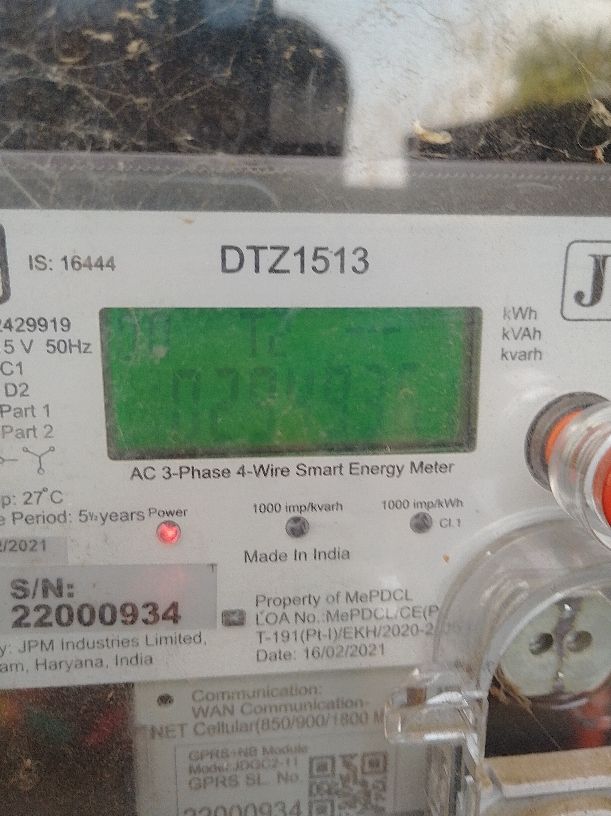 IS: 16444
DTZ1513
J
2429919
5 V 50Hz
C1
D2
Part 1
Part 2
kWh
kVAh
kvarh
T2
AC 3-Phase 4-Wire Smart Energy Meter
p: 27°C
e Period: 5½years
Power
1000 imp/kvarh
1000 imp/kWh
Cl.1
/2021
Made In India
S/N:
22000934
Property of MePDCL
LOA No.:MePDCL/CE(P
T-191(Pt-I)/EKH/2020-2
Date: 16/02/2021
y: JPM Industries Limited,
am, Haryana, India
Communication:
WAN Communication-
NET Cellular(850/900/1800 M
GPRS+NB Module
Model:JDGC2-11
GPRS SL. No.
22000934